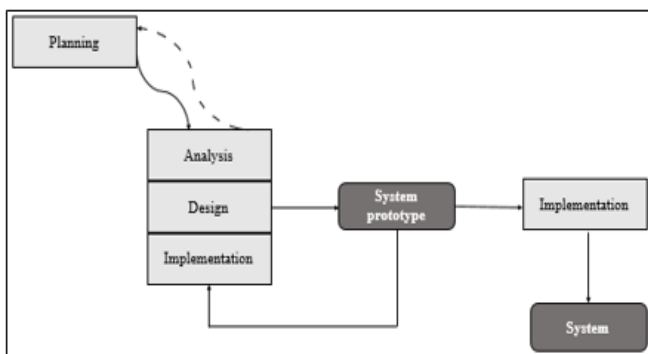 Planning
Analysis
Design
Implementation
System
prototype
Implementation
System